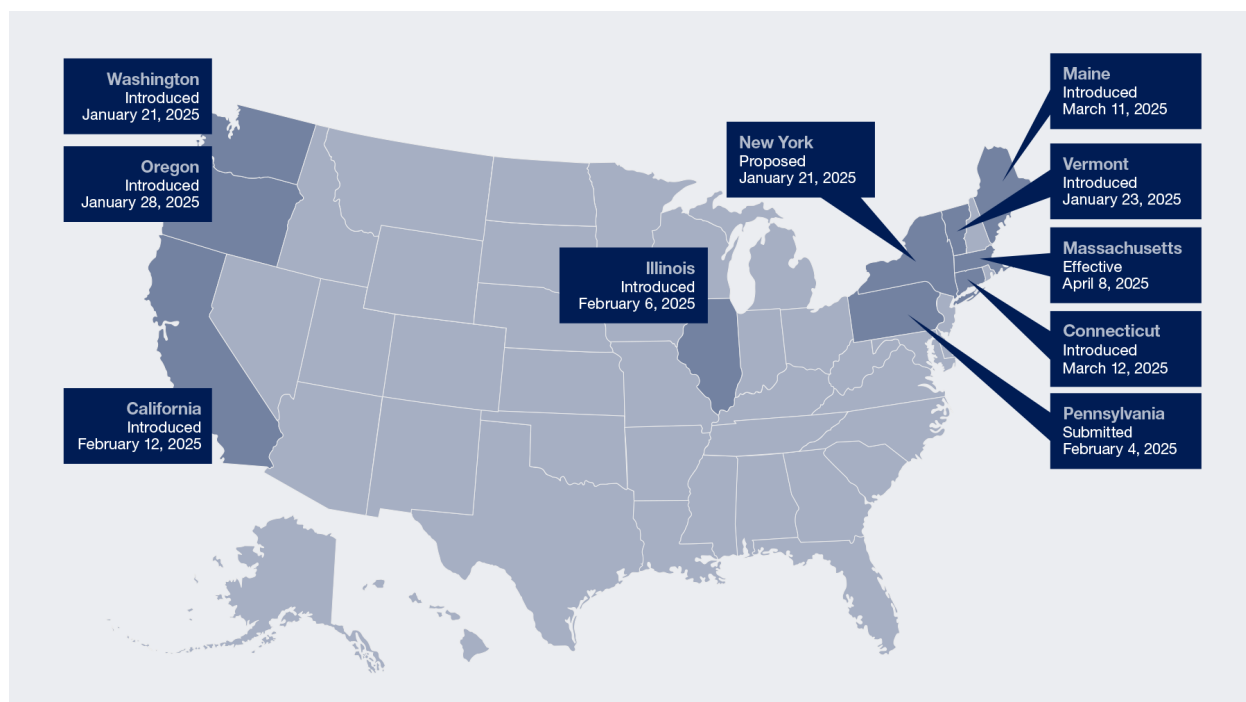 Washington
Introduced
January 21, 2025
Oregon
Introduced
January 28, 2025
California
Introduced
February 12, 2025
Illinois
Introduced
February 6, 2025
New York
Proposed
January 21, 2025
Maine
Introduced
March 11, 2025
Vermont
Introduced
January 23, 2025
Massachusetts
Effective
April 8, 2025
Connecticut
Introduced
March 12, 2025
Pennsylvania
Submitted
February 4, 2025